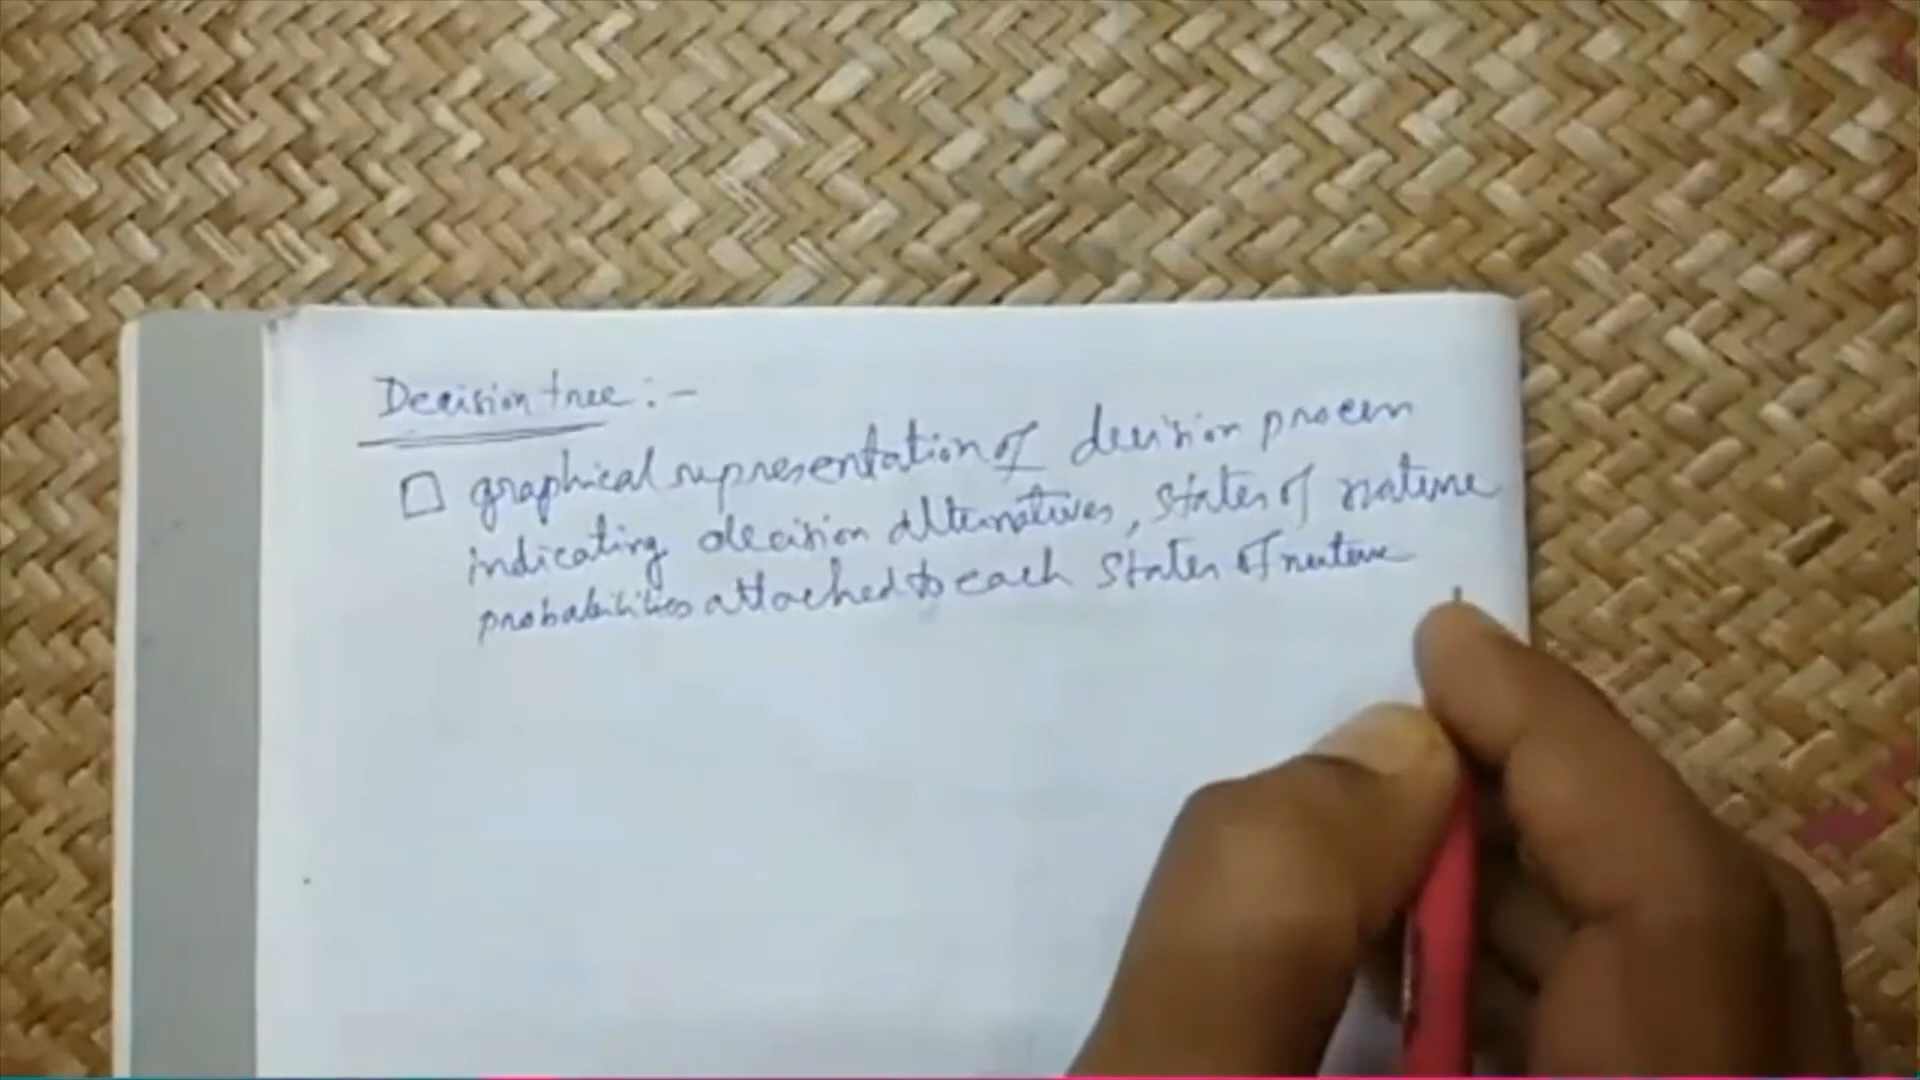 Decision tree :-
□ graphical representation of decision process
indicating decision alternatives, states of nature
probabilities attached to each states of nature